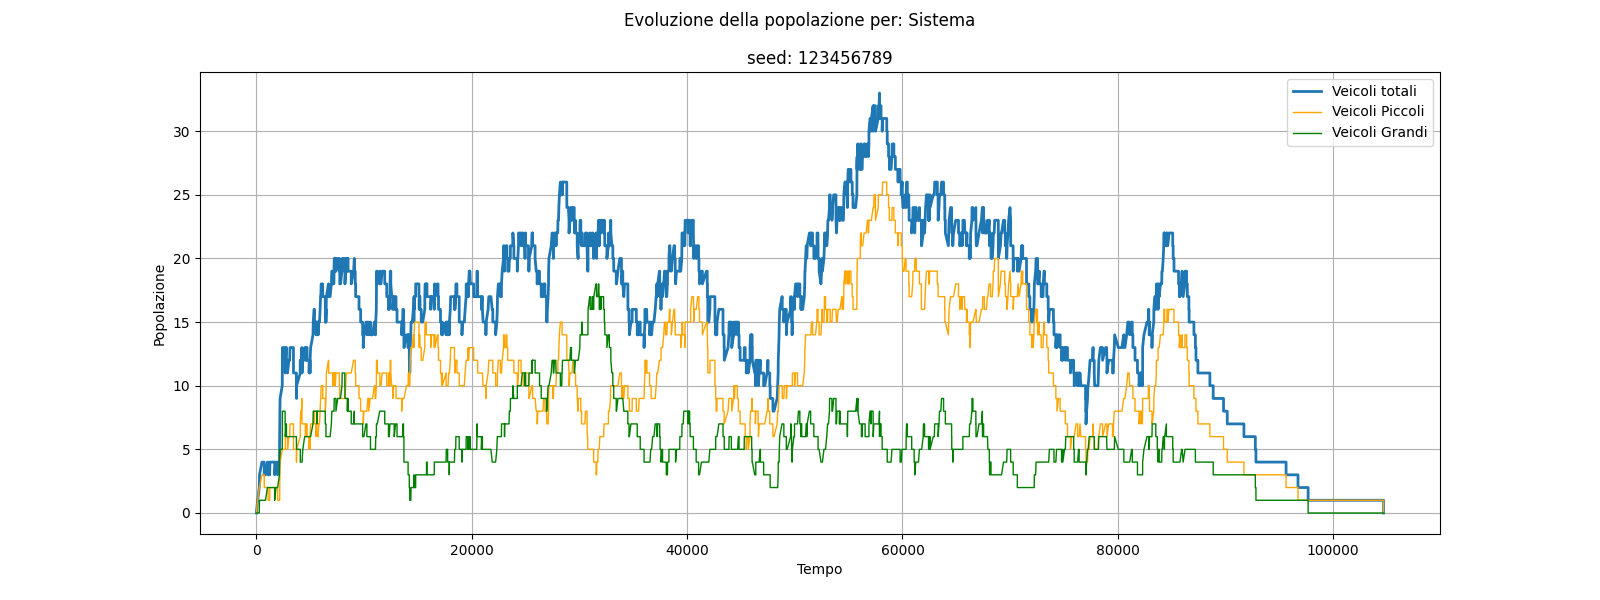 Evoluzione della popolazione per: Sistema
seed: 123456789
Veicoli totali
Veicoli Piccoli
Veicoli Grandi
Popolazione
30
25
20
15
10
5
0
0 20000 40000 60000 80000 100000
Tempo